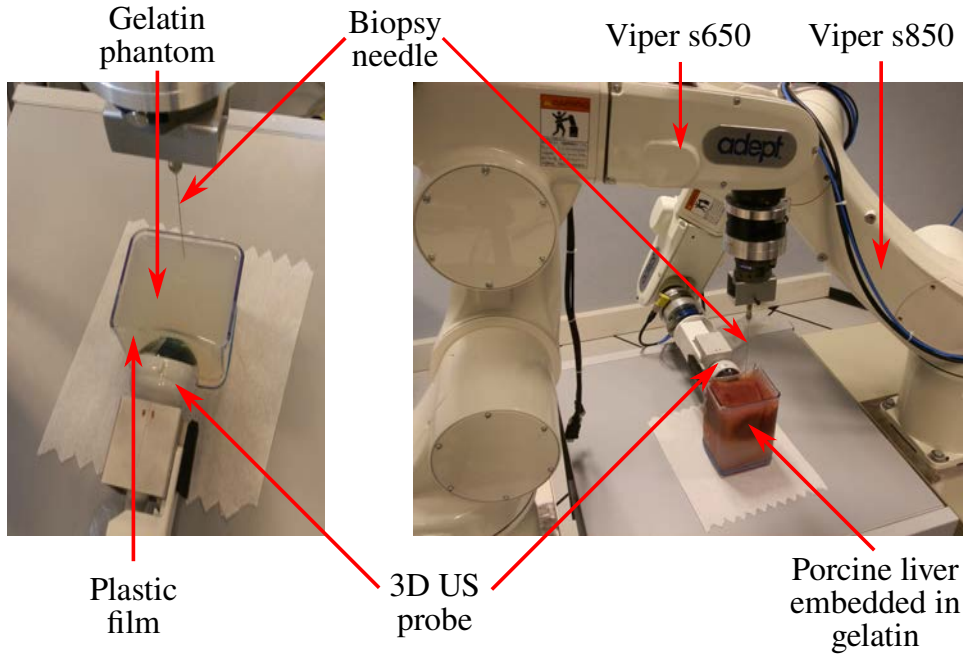 Gelatin
phantom
Biopsy
needle
Viper s650
Viper s850
adept
Plastic
film
3D US
probe
Porcine liver
embedded in
gelatin